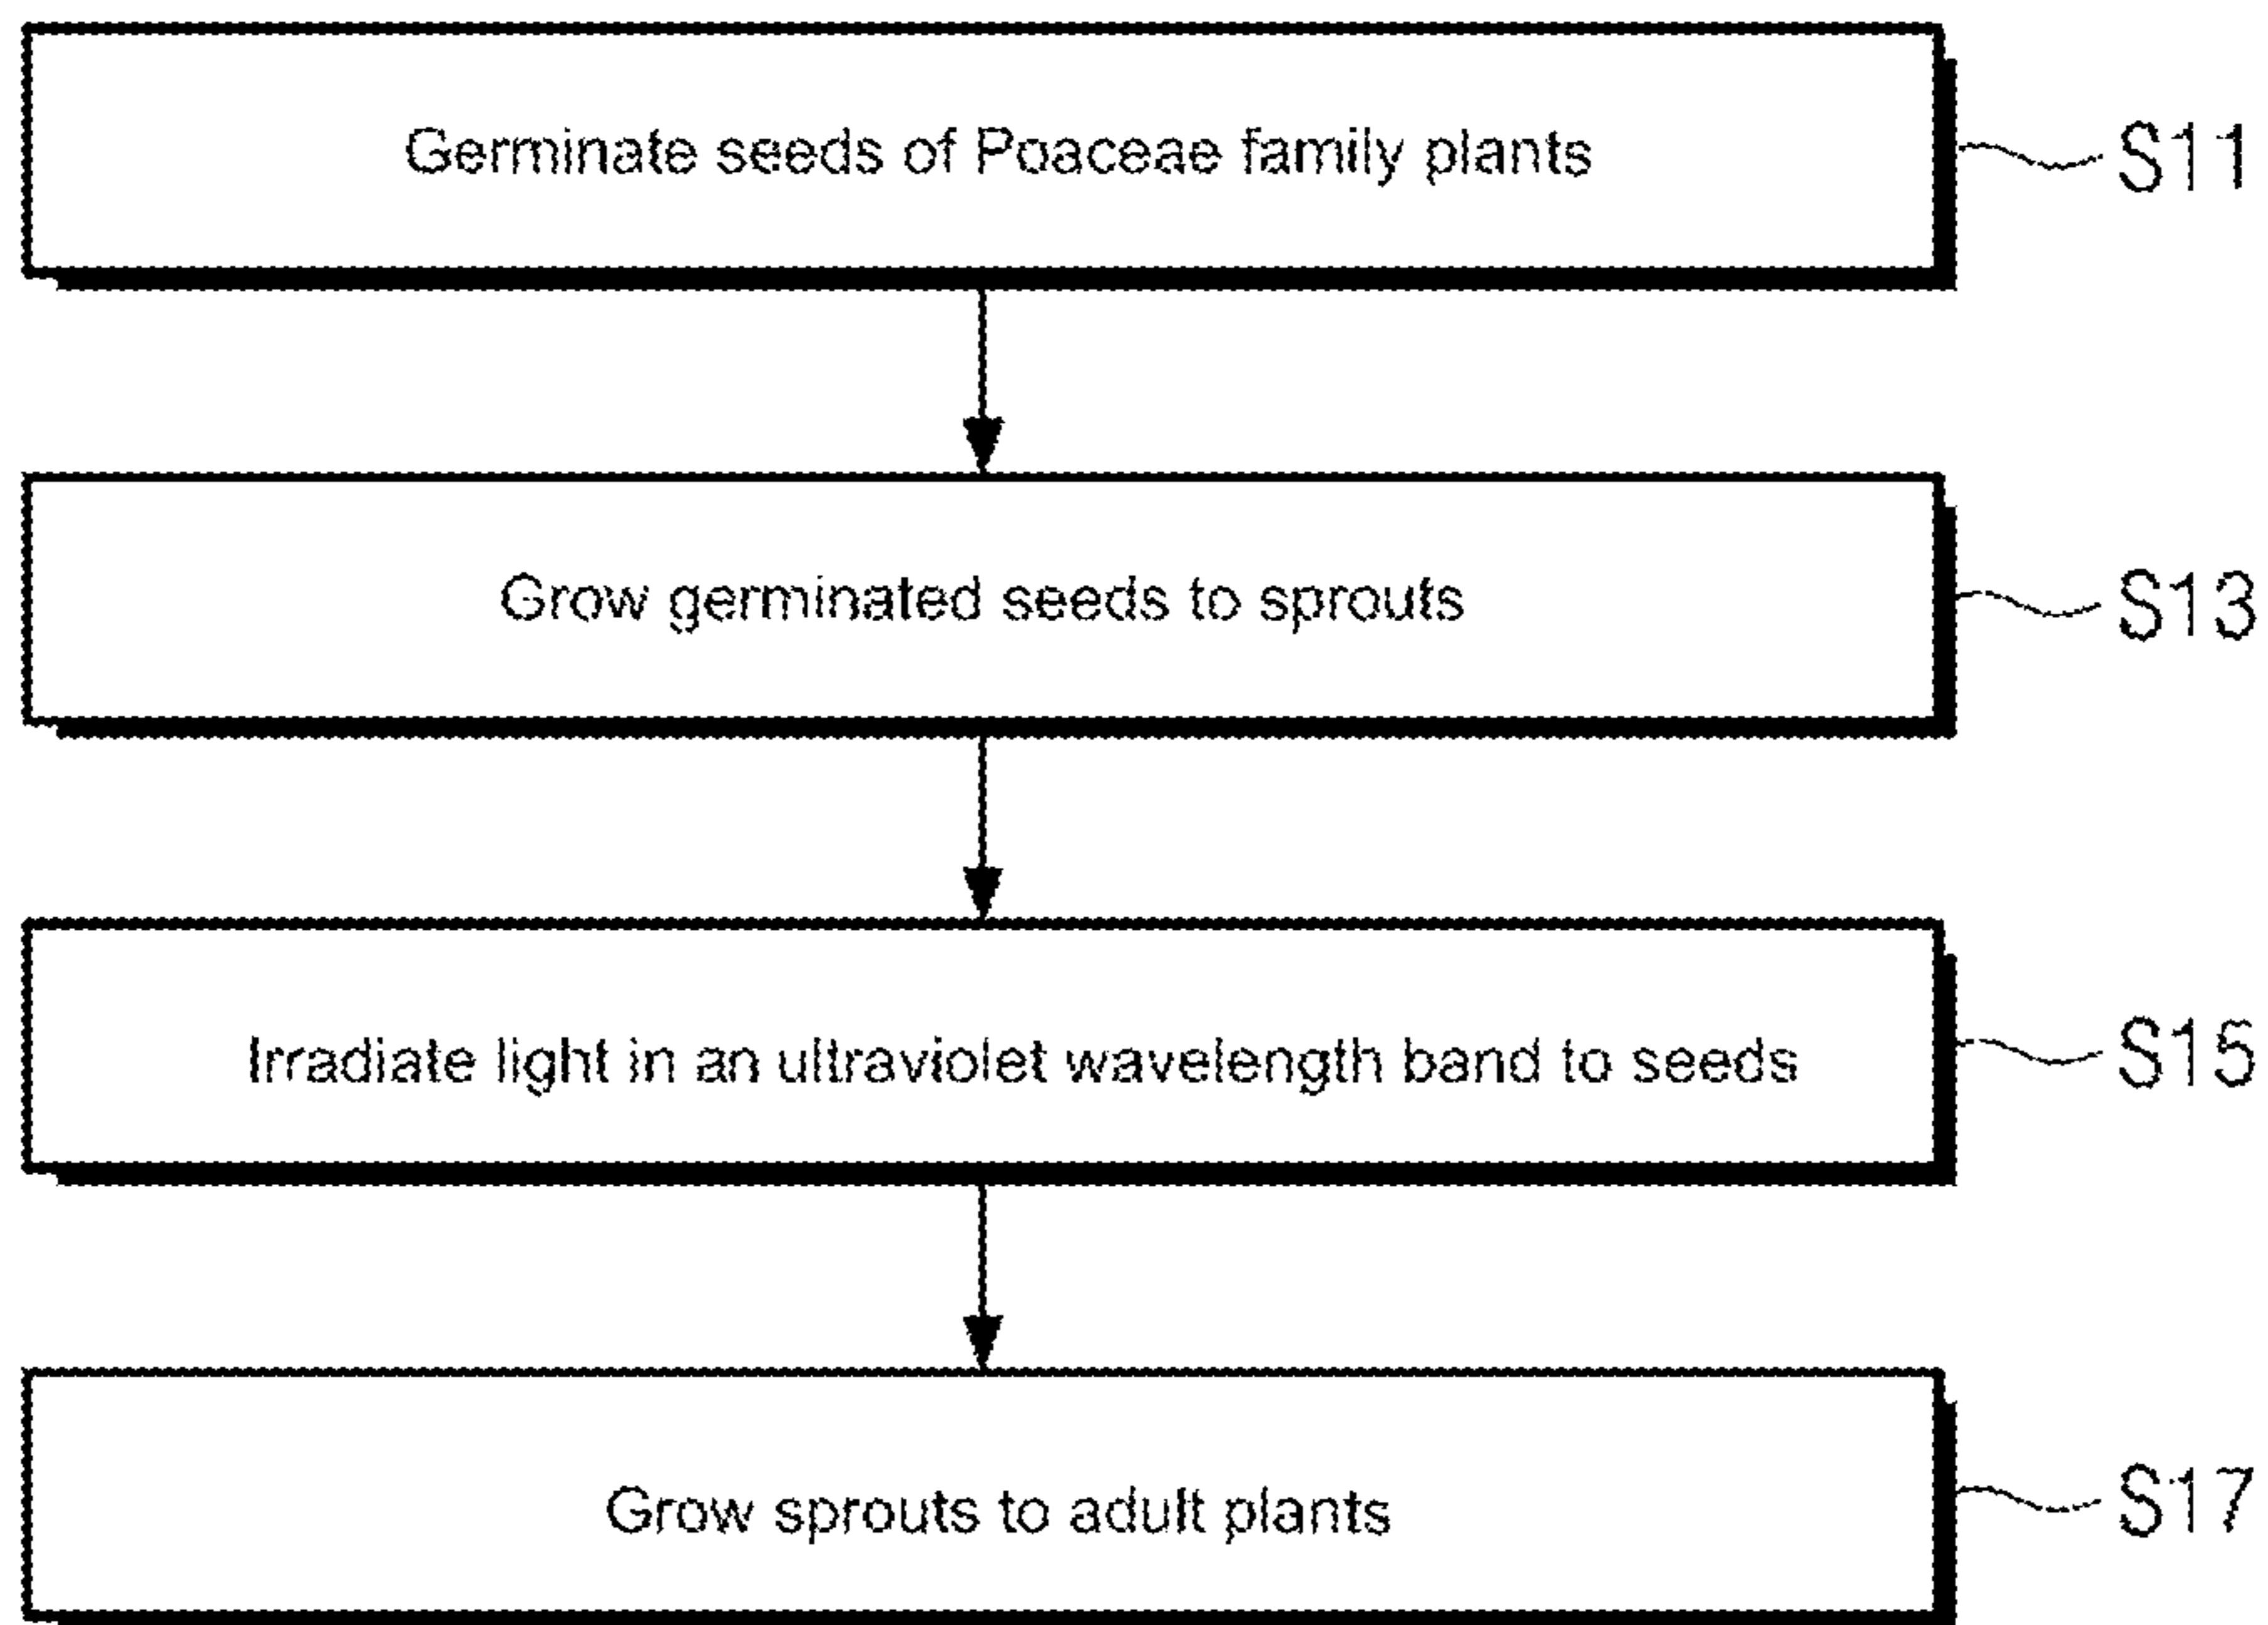 Germinate seeds of Poaceae family plants
S11
Grow germinated seeds to sprouts
S13
Irradiate light in an ultraviolet wavelength band to seeds
S15
Grow sprouts to adult plants
S17